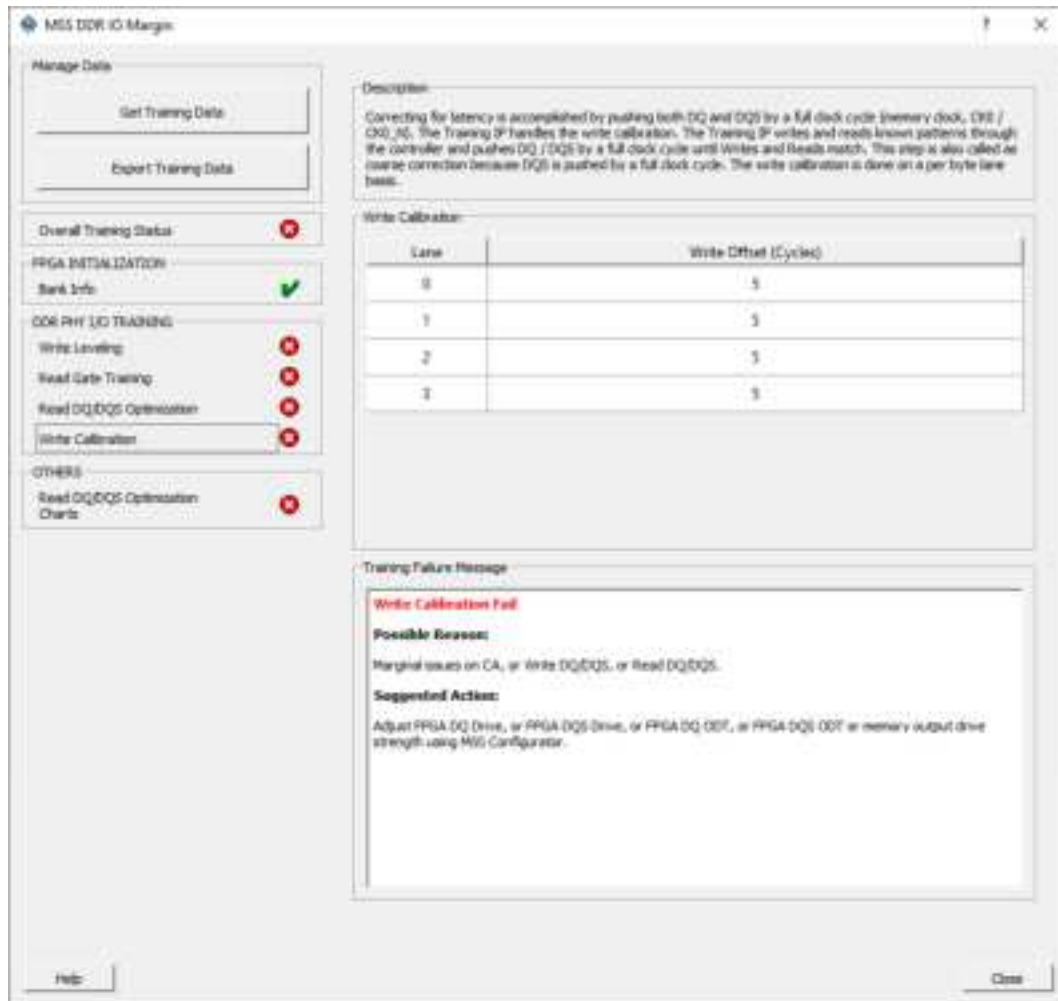 MSS DDR IO Margin
?
Manage Data
Get Training Data
Export Training Data
Overall Training Status
FPGA INITIALIZATION
Bank Info
DDR PHY I/O TRAINING
Write Leveling
Read Gate Training
Read DQ/DQS Optimization
Write Calibration
OTHERS
Read DQ/DQS Optimization
Charts
Description
Correcting for latency is accomplished by pushing both DQ and DQS by a full clock cycle (memory clock, CK0 /
CK0_N). The Training IP handles the write calibration. The Training IP writes and reads known patterns through
the controller and pushes DQ / DQS by a full clock cycle until Writes and Reads match. This step is also called as
coarse correction because DQS is pushed by a full clock cycle. The write calibration is done on a per byte lane
basis.
Write Calibration
Lane Write Offset (Cycles)
0 5
1 5
2 5
3 5
Training Failure Message
Write Calibration Fail
Possible Reason:
Marginal issues on CA, or Write DQ/DQS, or Read DQ/DQS.
Suggested Action:
Adjust FPGA DQ Drive, or FPGA DQS Drive, or FPGA DQ ODT, or FPGA DQS ODT or memory output drive
strength using MSS Configurator.
Help
Close